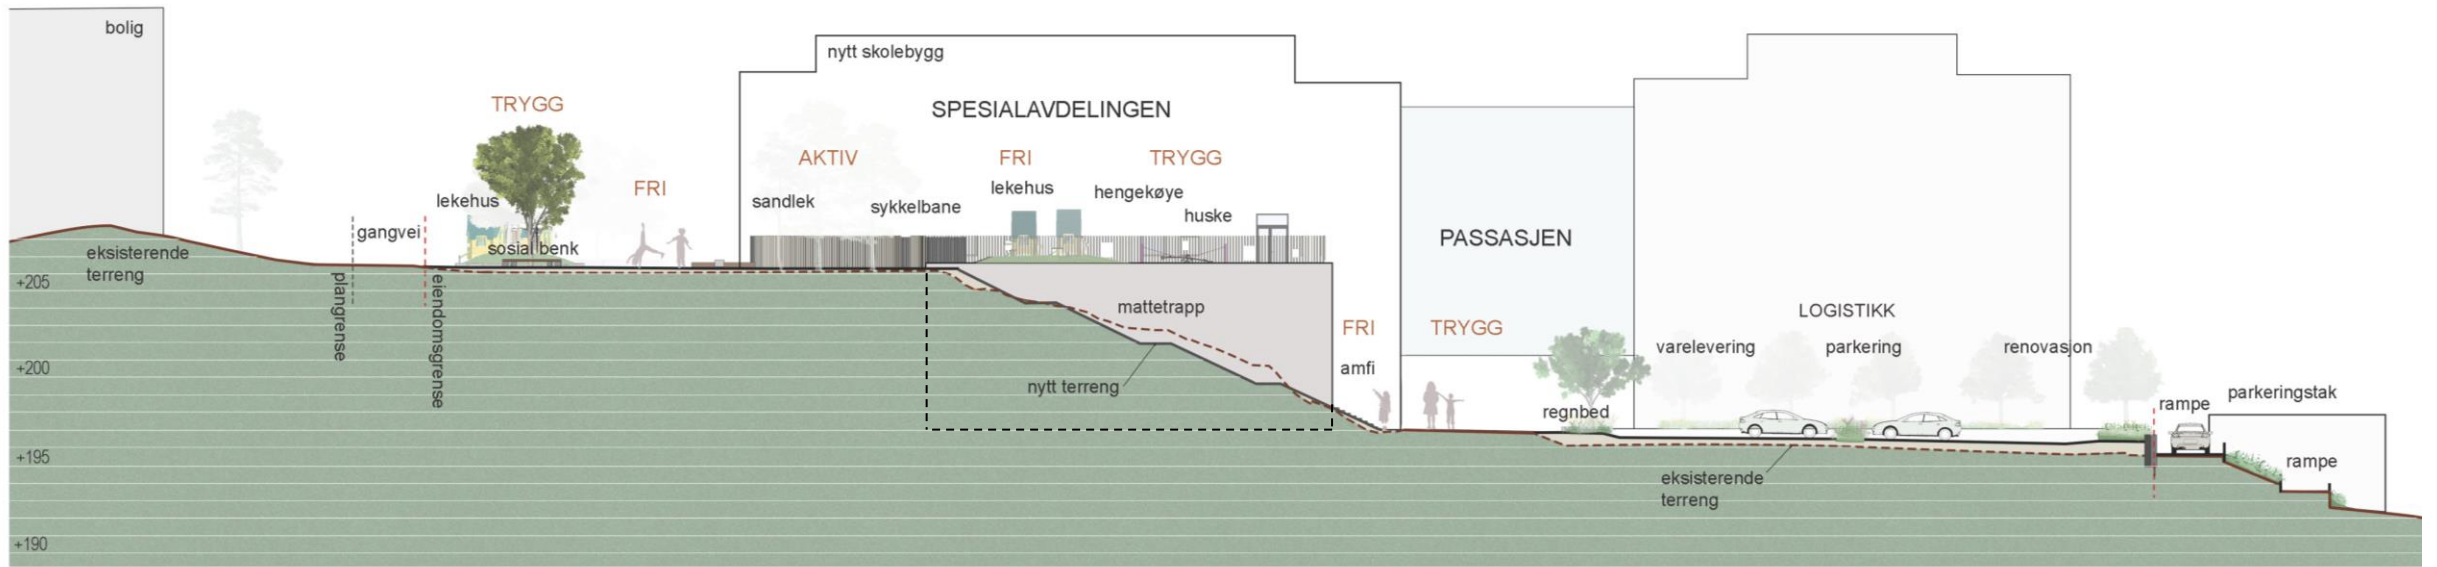 bolig
nytt skolebygg
TRYGG
SPESIALAVDELINGEN
AKTIV
FRI
TRYGG
FRI
lekehus
hengekøye
lekehus
sandlek
sykkelbane
huske
gangvei
sosial benk
PASSASJEN
eksisterende
terreng
+205
plangrense
eiendomsgrense
mattetrapp
LOGISTIKK
FRI
TRYGG
varelevering
parkering
renovasjon
+200
amfi
nytt terreng
parkeringstak
regnbed
rampe
+195
rampe
eksisterende
terreng
+190